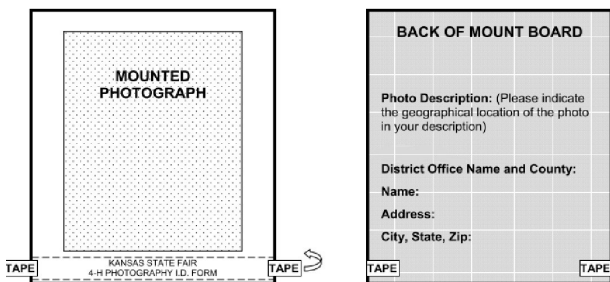 MOUNTED
PHOTOGRAPH
TAPE
KANSAS STATE FAIR
4-H PHOTOGRAPHY I.D. FORM
TAPE
BACK OF MOUNT BOARD
Photo Description: (Please indicate
the geographical location of the photo
in your description)
District Office Name and County:
Name:
Address:
City, State, Zip:
TAPE
TAPE